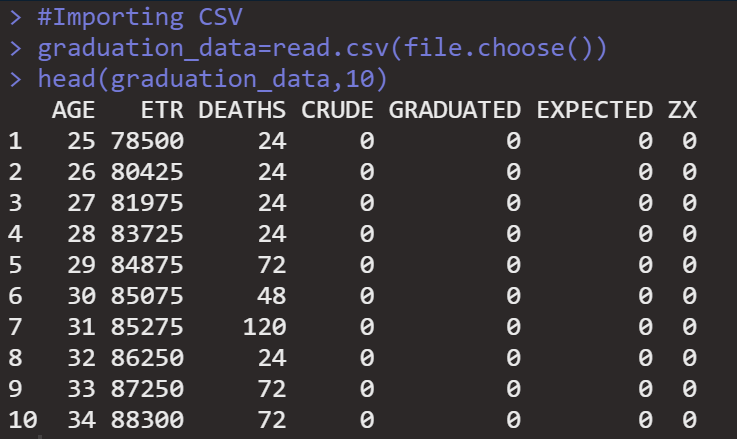 > #Importing CSV
> graduation_data=read.csv(file.choose())
> head(graduation_data,10)
   AGE   ETR DEATHS CRUDE GRADUATED EXPECTED ZX
1   25 78500     24     0         0        0  0
2   26 80425     24     0         0        0  0
3   27 81975     24     0         0        0  0
4   28 83725     24     0         0        0  0
5   29 84875     72     0         0        0  0
6   30 85075     48     0         0        0  0
7   31 85275    120     0         0        0  0
8   32 86250     24     0         0        0  0
9   33 87250     72     0         0        0  0
10  34 88300     72     0         0        0  0